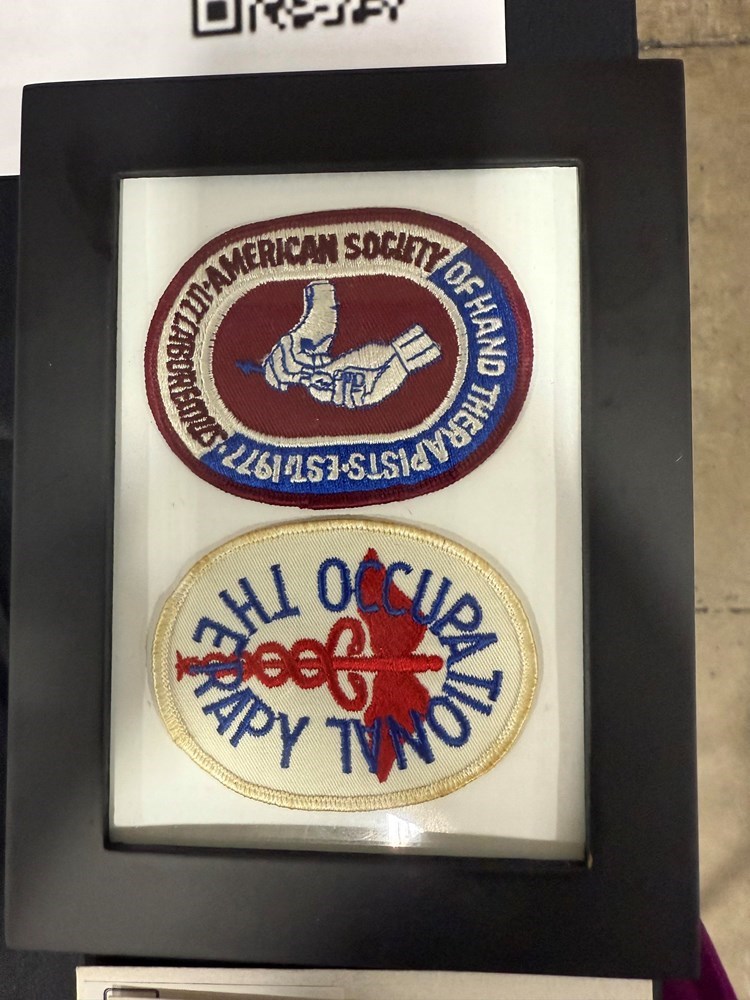 AMERICAN SOCIETY OF HAND THERAPISTS·EST.1977·
OCCUPATIONAL
THERAPY